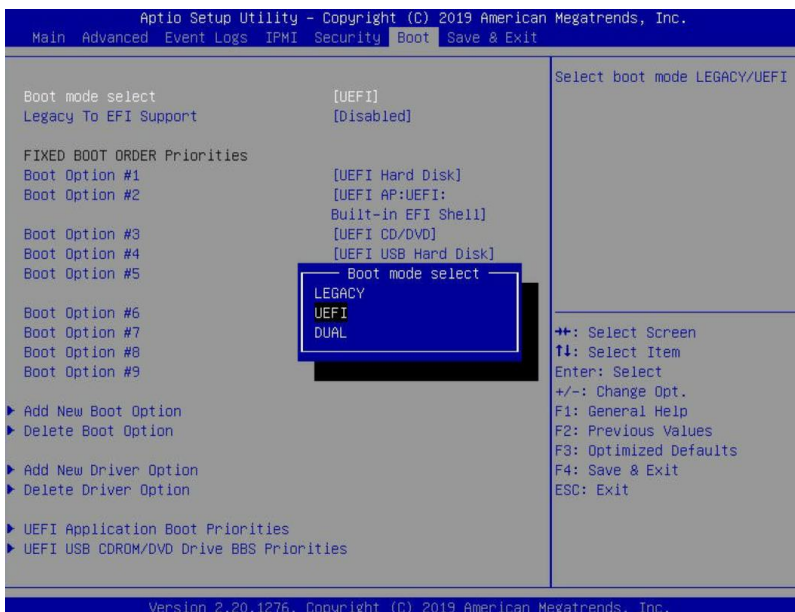 Aptio Setup Utility – Copyright (C) 2019 American Megatrends, Inc.
Main Advanced Event Logs IPMI Security Boot Save & Exit
Select boot mode LEGACY/UEFI
Boot mode select [UEFI]
Legacy To EFI Support [Disabled]
FIXED BOOT ORDER Priorities
Boot Option #1 [UEFI Hard Disk]
Boot Option #2 [UEFI AP:UEFI:
Built-in EFI Shell]
Boot Option #3 [UEFI CD/DVD]
Boot Option #4 [UEFI USB Hard Disk]
Boot Option #5
Boot Option #6
Boot Option #7
Boot Option #8
Boot Option #9
Boot mode select
LEGACY
UEFI
DUAL
▶ Add New Boot Option
▶ Delete Boot Option
▶ Add New Driver Option
▶ Delete Driver Option
▶ UEFI Application Boot Priorities
▶ UEFI USB CDROM/DVD Drive BBS Priorities
→←: Select Screen
↑↓: Select Item
Enter: Select
+/-: Change Opt.
F1: General Help
F2: Previous Values
F3: Optimized Defaults
F4: Save & Exit
ESC: Exit
Version 2.20.1276. Copyright (C) 2019 American Megatrends, Inc.